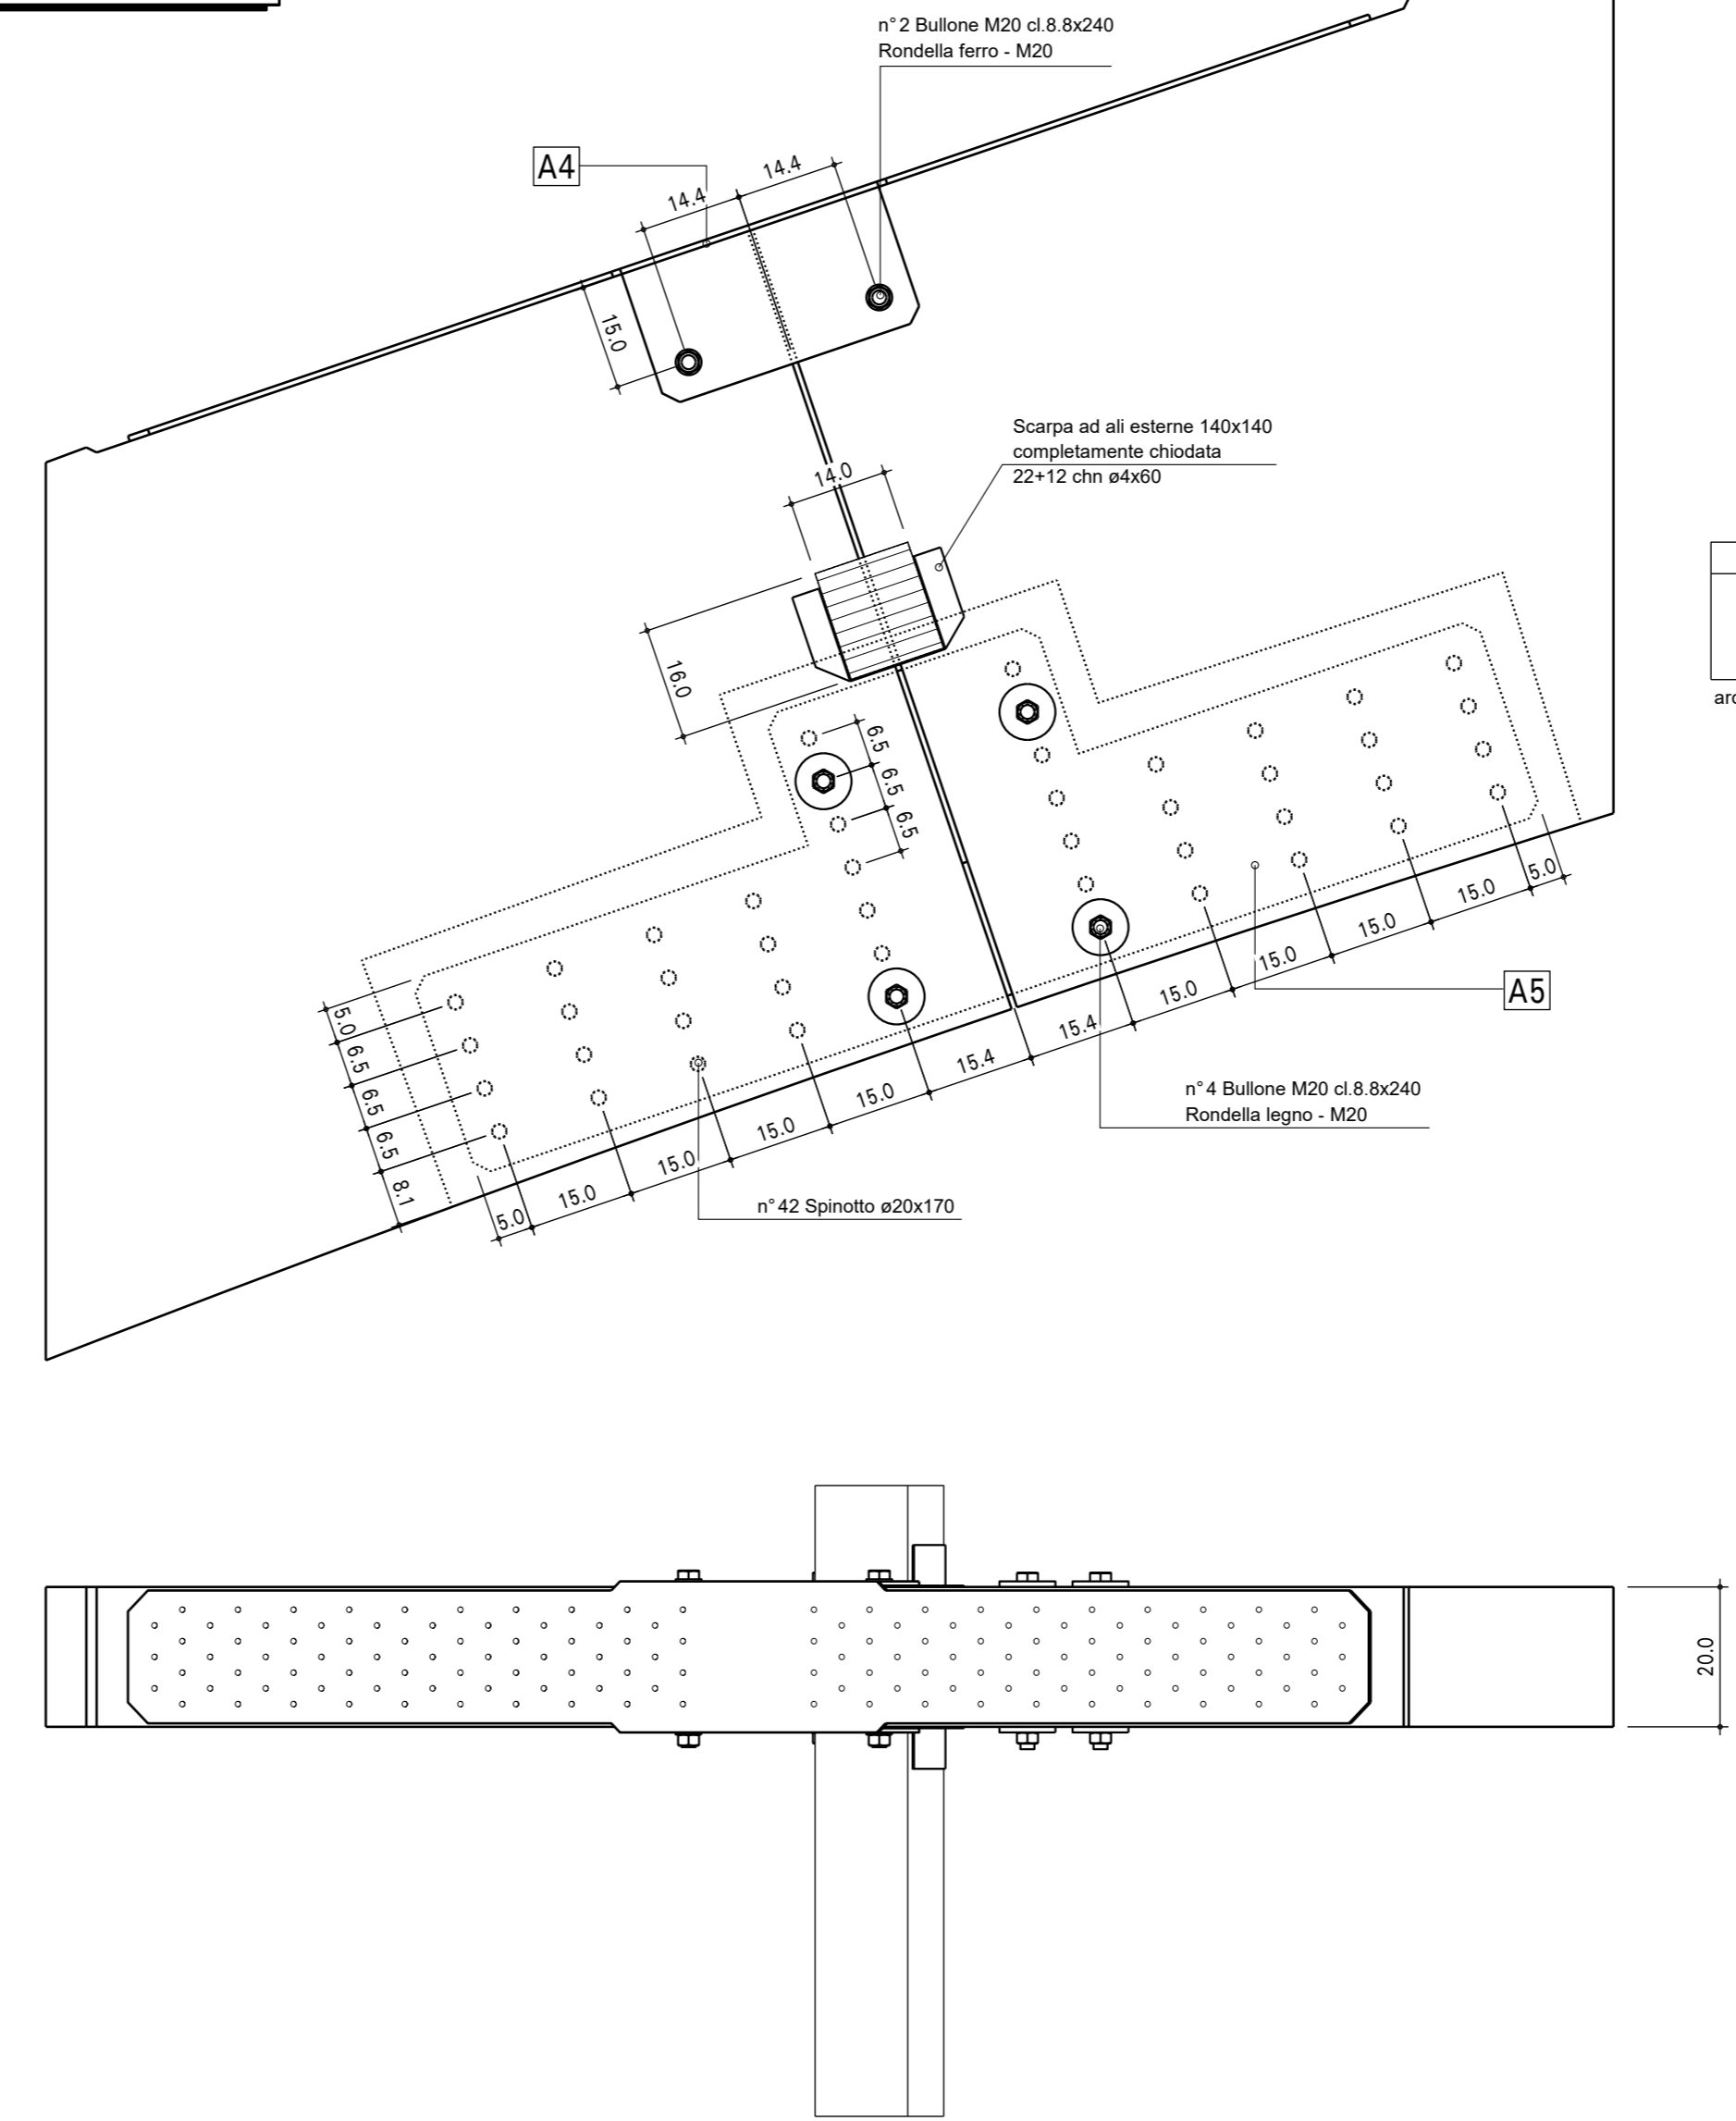 n°2 Bullone M20 cl.8.8x240
Rondella ferro - M20
A4
14.4
14.4
15.0
Scarpa ad ali esterne 140x140
completamente chiodata
22+12 chn ø4x60
14.0
16.0
arc
6.5
6.5
6.5
5.0
6.5
6.5
6.5
8.1
5.0
15.0
15.0
15.0
15.0
15.4
15.4
15.0
15.0
15.0
15.0
5.0
A5
n°4 Bullone M20 cl.8.8x240
Rondella legno - M20
n°42 Spinotto ø20x170
20.0